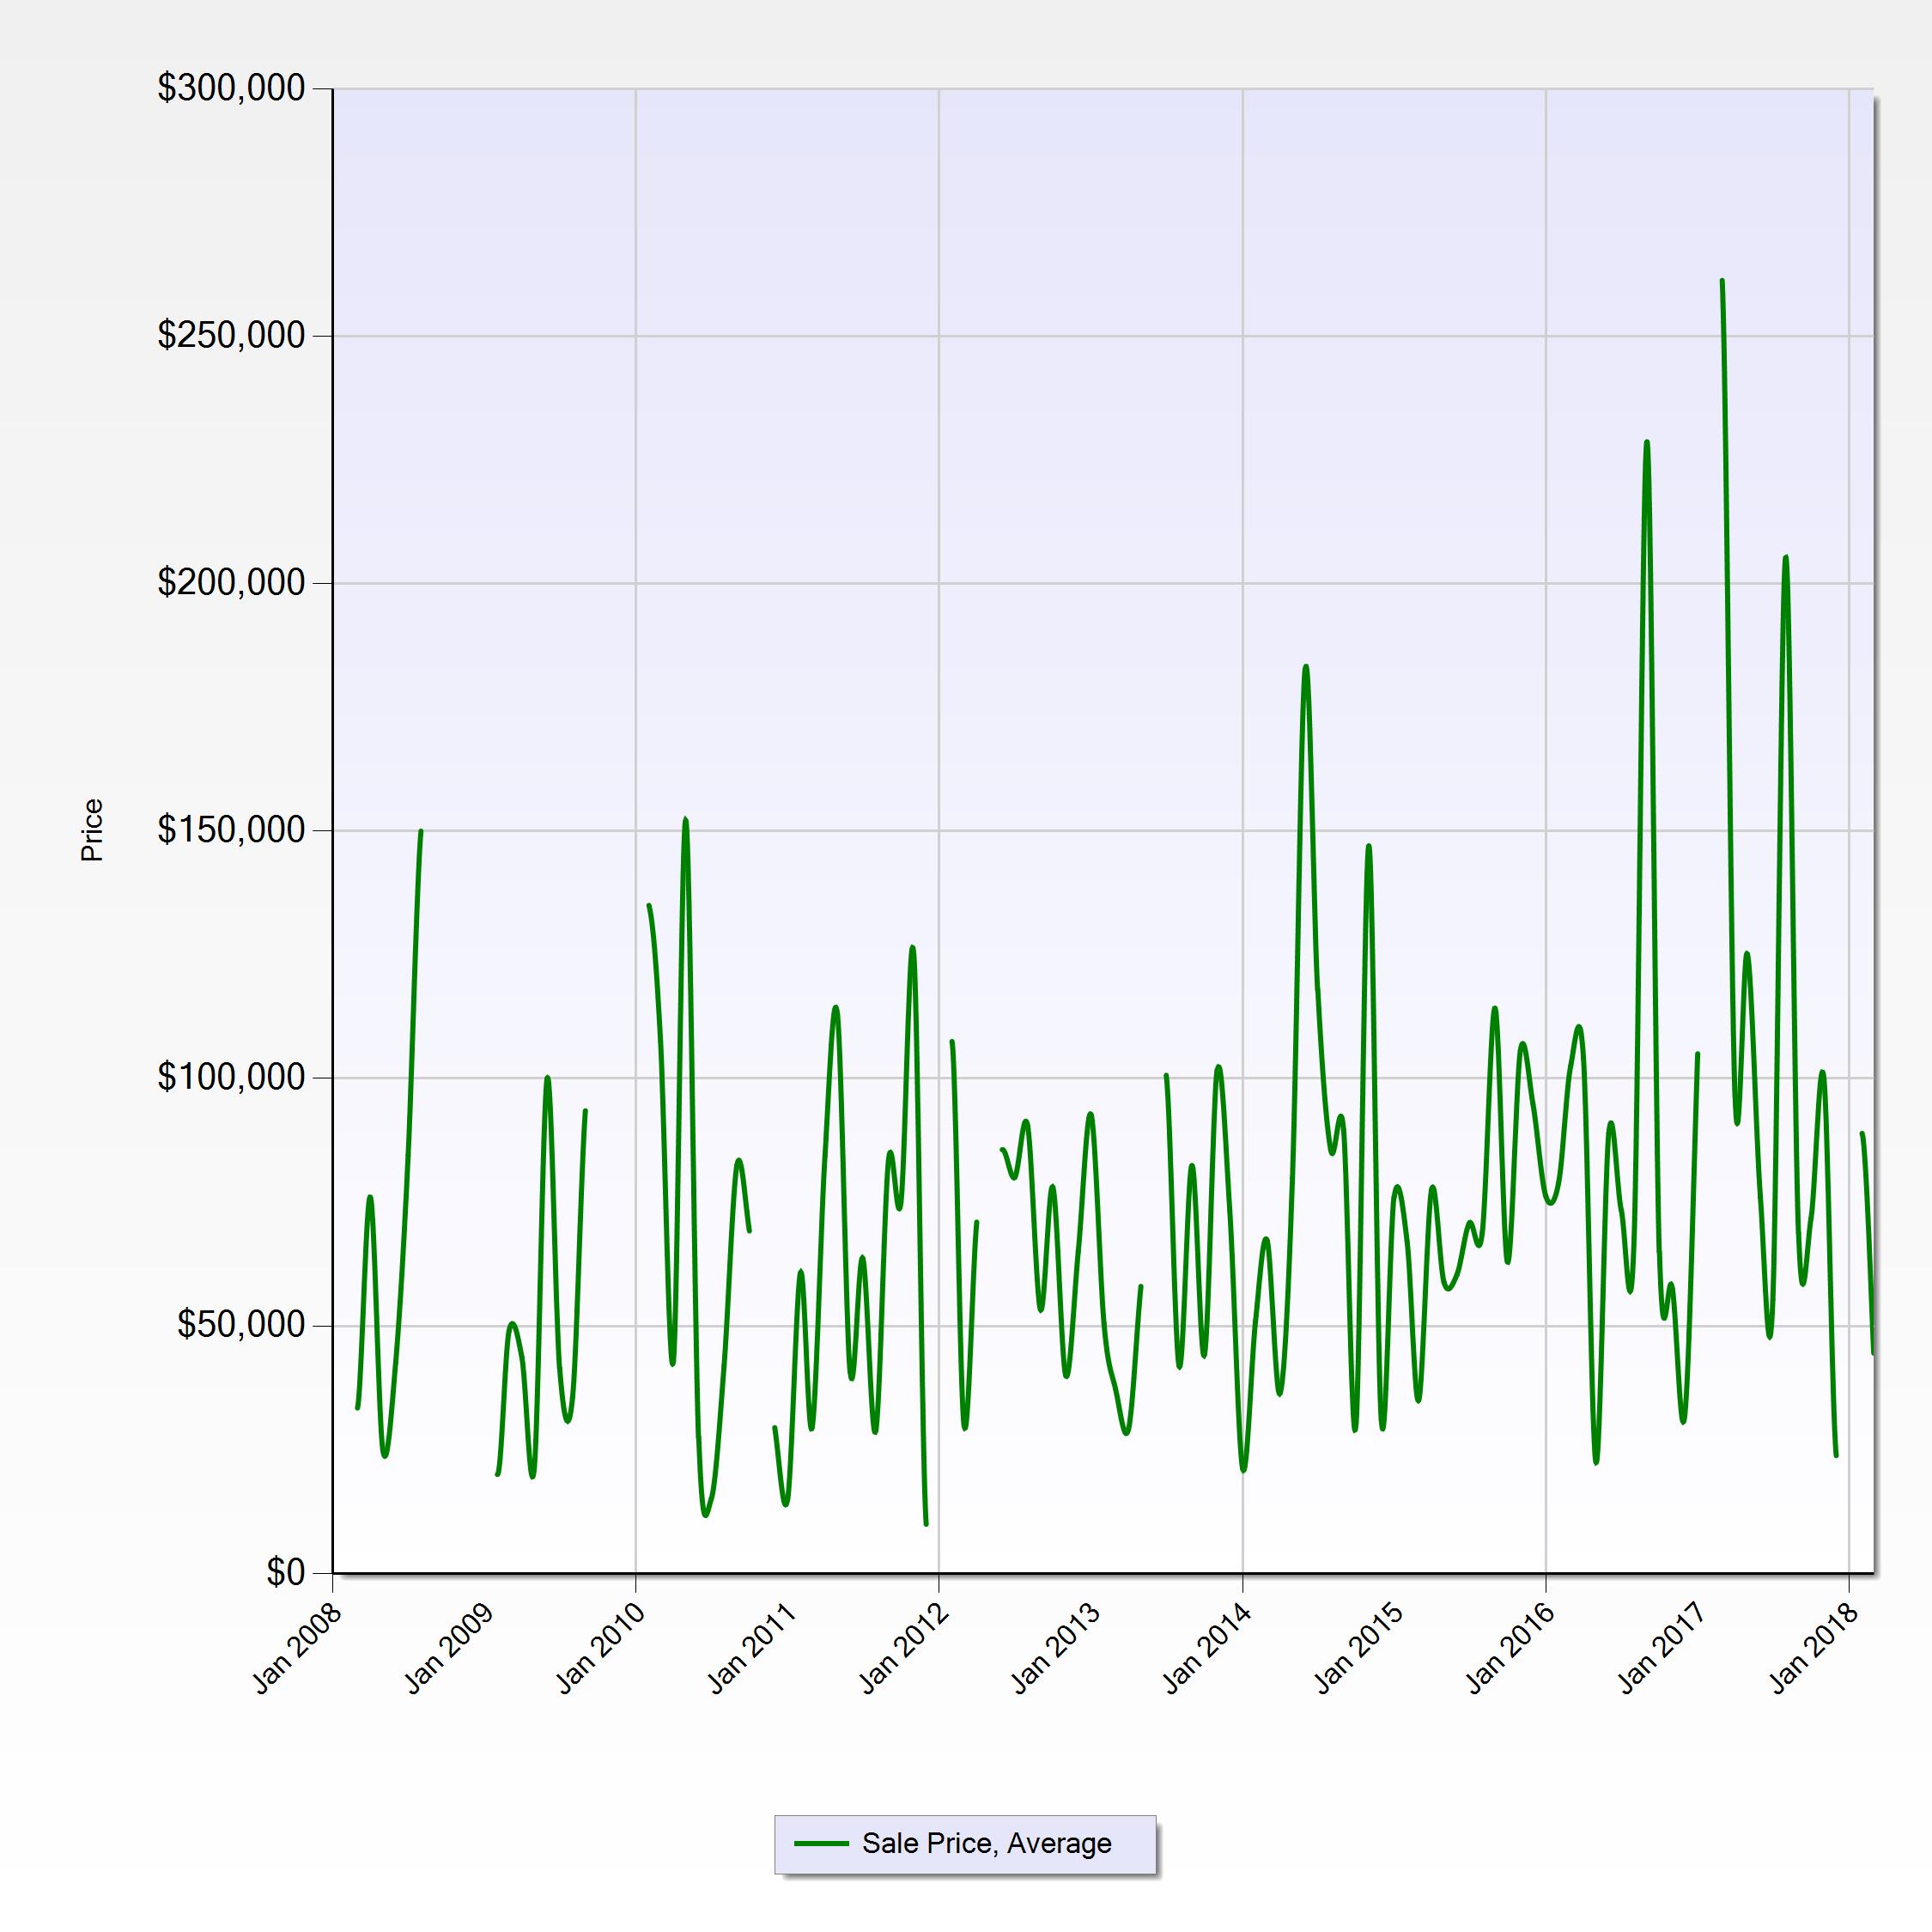 $300,000
$250,000
$200,000
$150,000
$100,000
$50,000
$0
Price
Jan 2008
Jan 2009
Jan 2010
Jan 2011
Jan 2012
Jan 2013
Jan 2014
Jan 2015
Jan 2016
Jan 2017
Jan 2018
Sale Price, Average